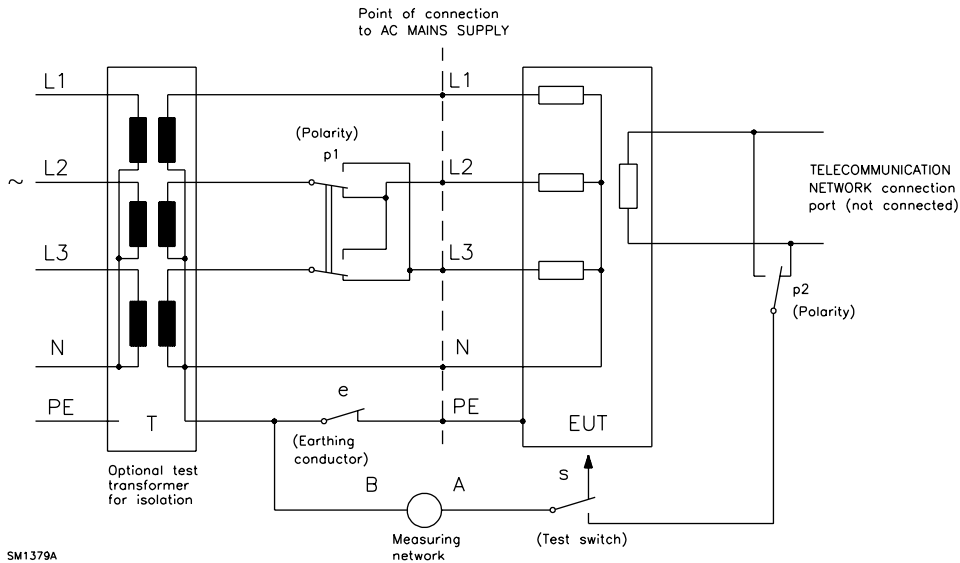 Point of connection
to AC MAINS SUPPLY
L1
L1
(Polarity)
p1
~
L2
L2
TELECOMMUNICATION
NETWORK connection
port (not connected)
L3
L3
p2
(Polarity)
N
N
e
PE
PE
T
EUT
(Earthing
conductor)
Optional test
transformer
for isolation
B
A
s
Measuring
network
(Test switch)
SM1379A